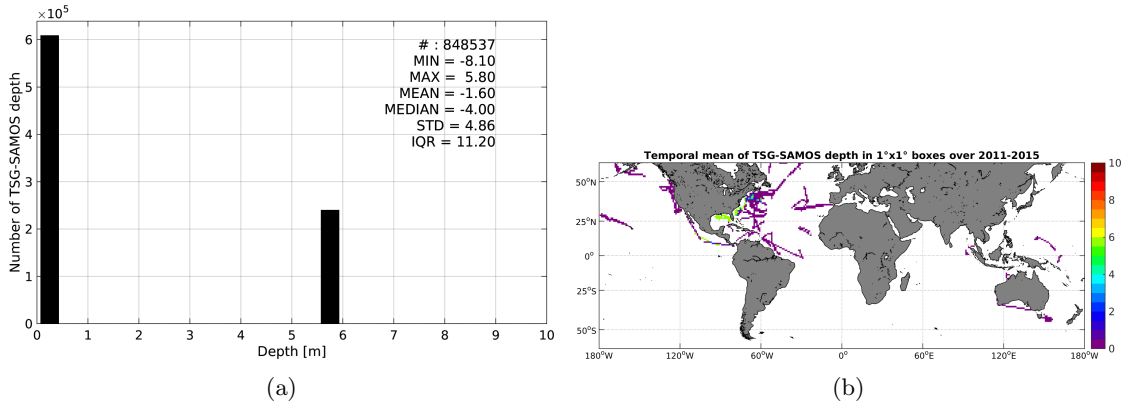 ×10⁵
6
5
4
3
2
1
0
Number of TSG-SAMOS depth
# : 848537
MIN = -8.10
MAX = 5.80
MEAN = -1.60
MEDIAN = -4.00
STD = 4.86
IQR = 11.20
0 1 2 3 4 5 6 7 8 9 10
Depth [m]
(a)
Temporal mean of TSG-SAMOS depth in 1°x1° boxes over 2011-2015
50°N
25°N
0°
25°S
50°S
180°W 120°W 60°W 0° 60°E 120°E 180°W
10
8
6
4
2
0
(b)